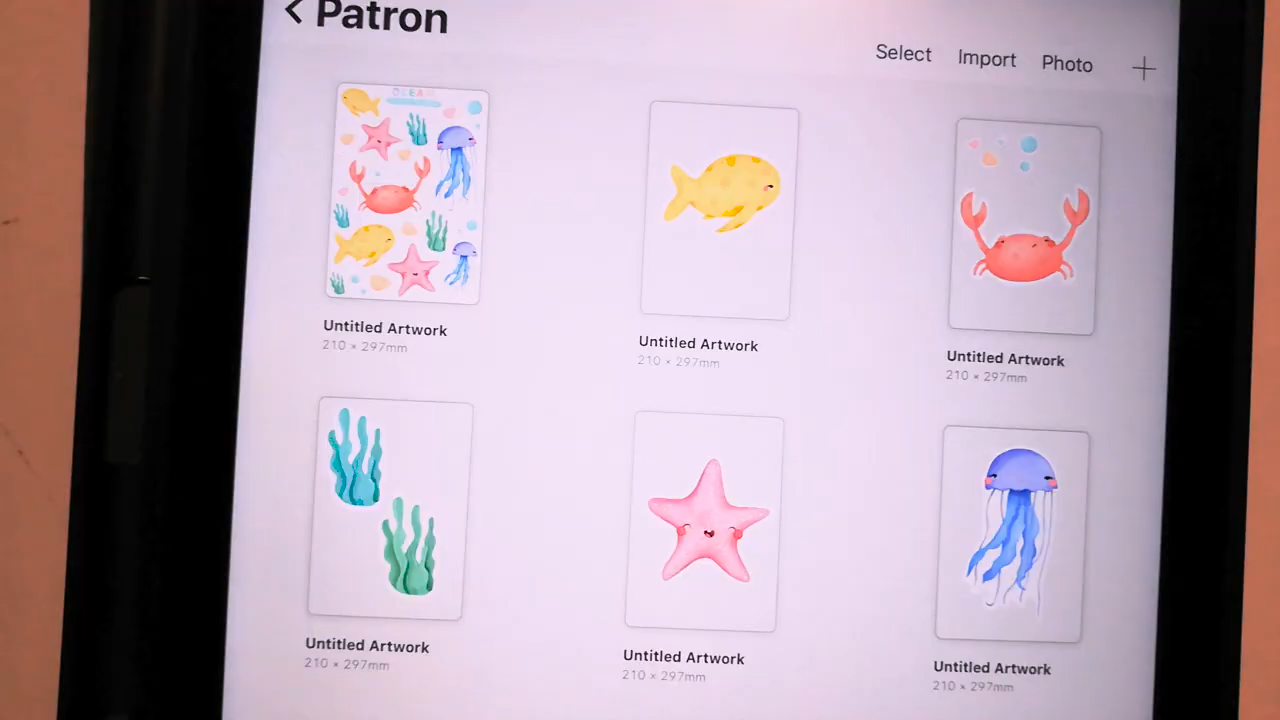 Patron
Select Import Photo
OCEAN
Untitled Artwork
210 × 297mm
Untitled Artwork
210 × 297mm
Untitled Artwork
210 × 297mm
Untitled Artwork
210 × 297mm
Untitled Artwork
210 × 297mm
Untitled Artwork
210 × 297mm